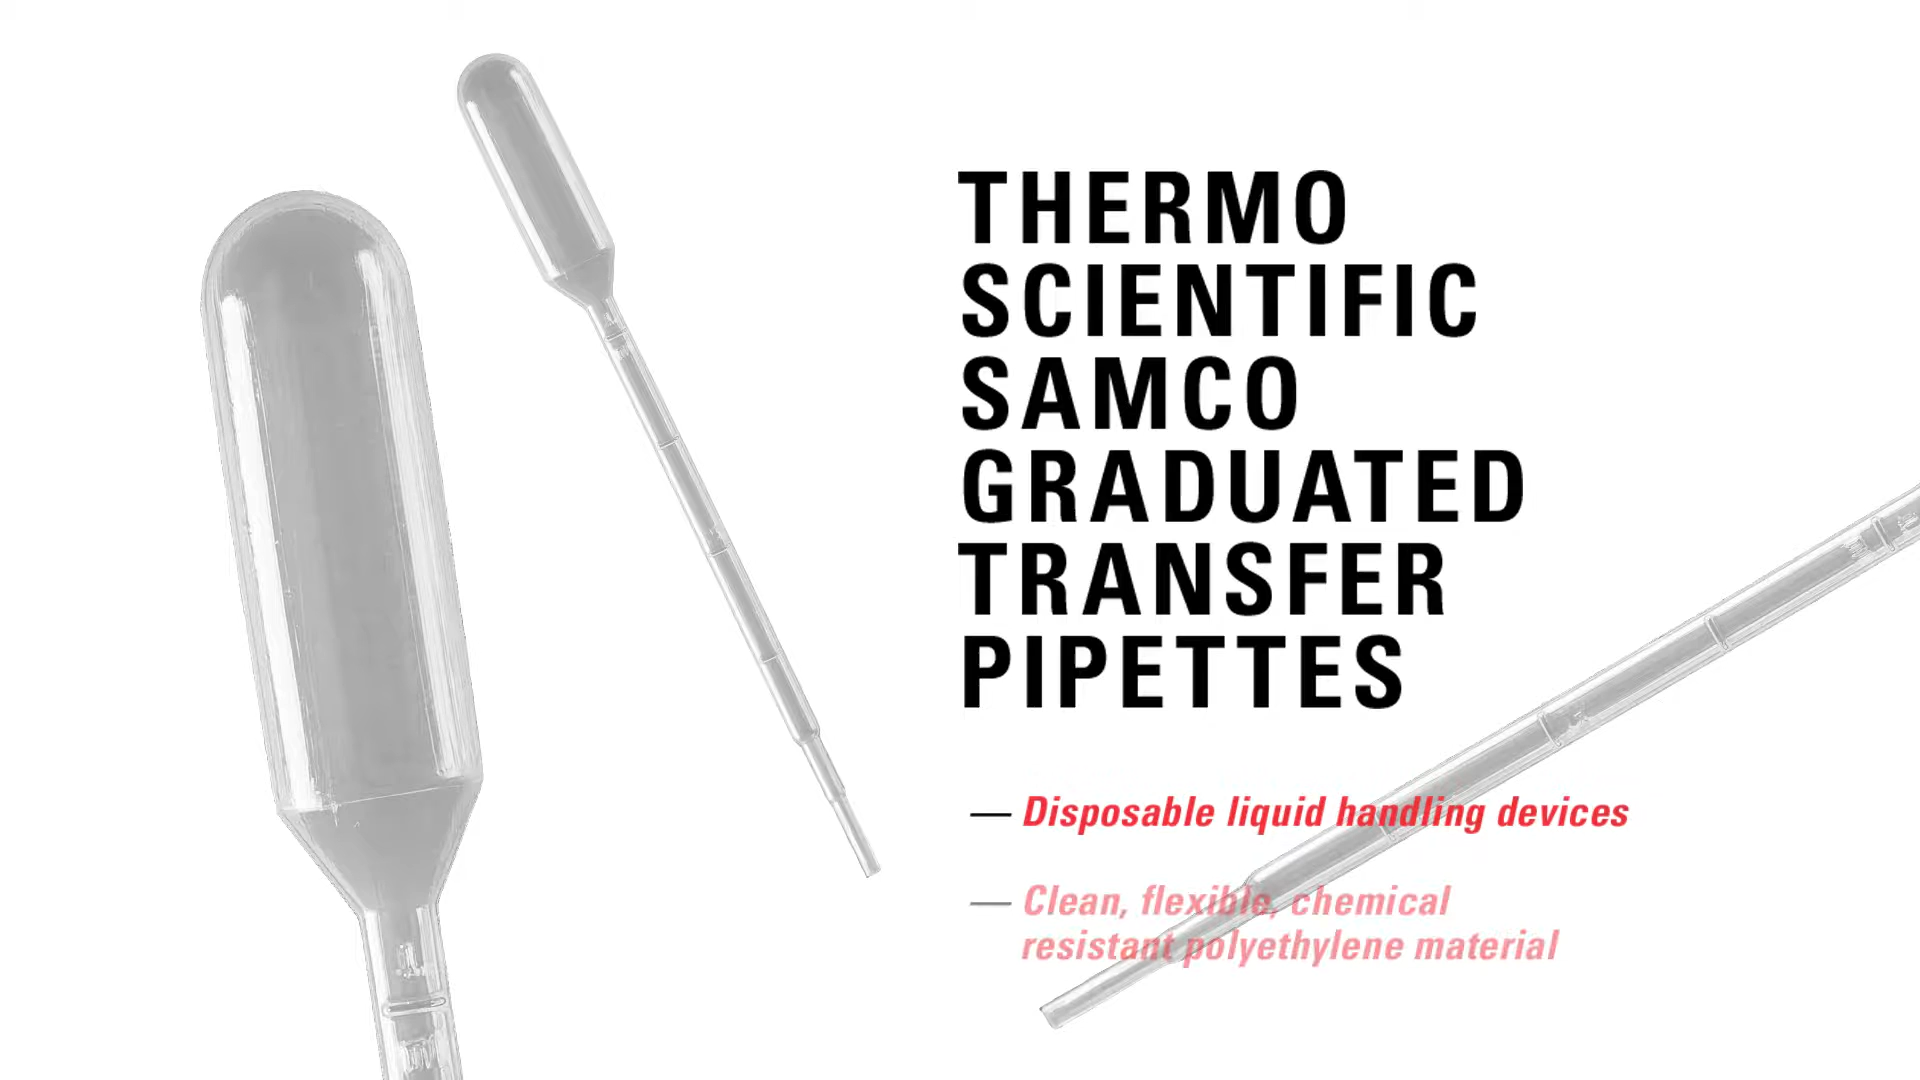 THERMO
SCIENTIFIC
SAMCO
GRADUATED
TRANSFER
PIPETTES
— Disposable liquid handling devices
— Clean, flexible, chemical
resistant polyethylene material